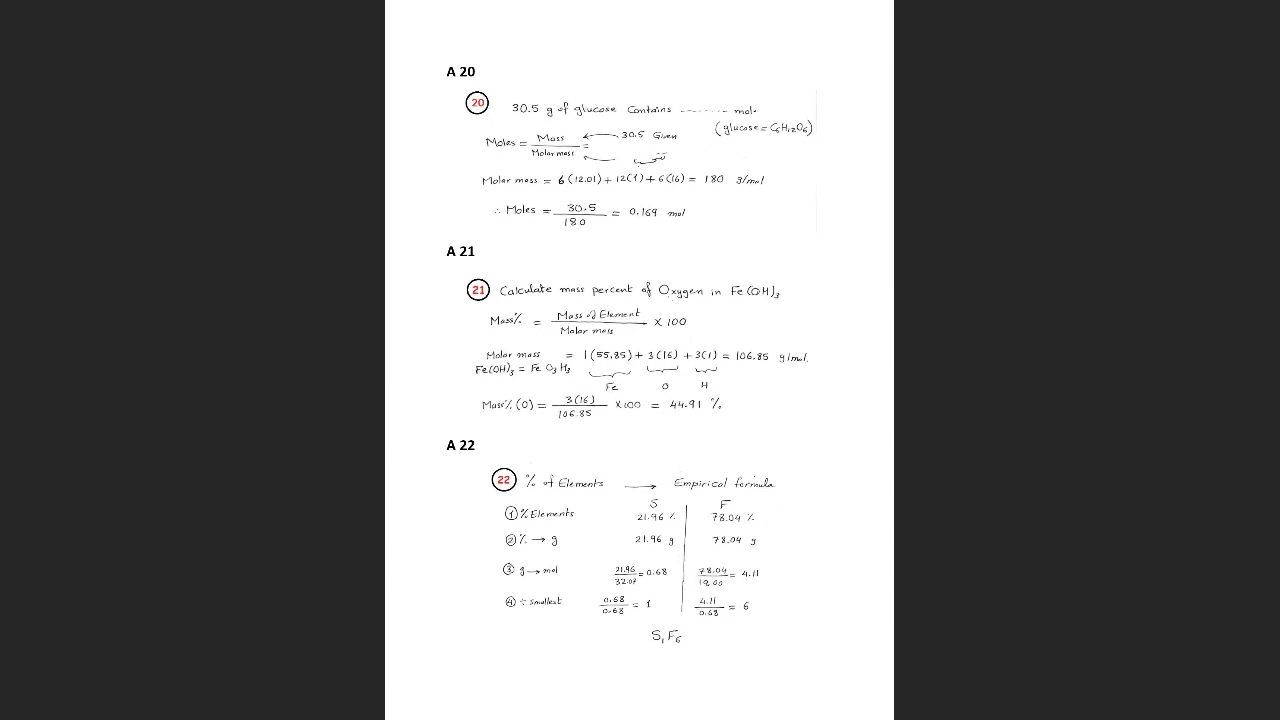 A 20
20 30.5 g of glucose Contains ---------- mol.
(glucose = C6H12O6)
Moles = Mass / Molar mass = 30.5 Given
Molar mass = 6(12.01) + 12(1) + 6(16) = 180 g/mol
∴ Moles = 30.5 / 180 = 0.169 mol
A 21
21 Calculate mass percent of Oxygen in Fe(OH)3
Mass% = Mass of Element / Molar mass X 100
Molar mass = 1(55.85) + 3(16) + 3(1) = 106.85 g/mol.
Fe(OH)3 = Fe O3 H3
Fe O H
Mass% (O) = 3(16) / 106.85 X100 = 44.91 %
A 22
22 % of Elements → Empirical formula
S F
① % Elements 21.96 % 78.04 %
② % → g 21.96 g 78.04 g
③ g → mol 21.96 / 32.07 = 0.68 78.04 / 19.00 = 4.11
④ ÷ smallest 0.68 / 0.68 = 1 4.11 / 0.68 = 6
S1F6